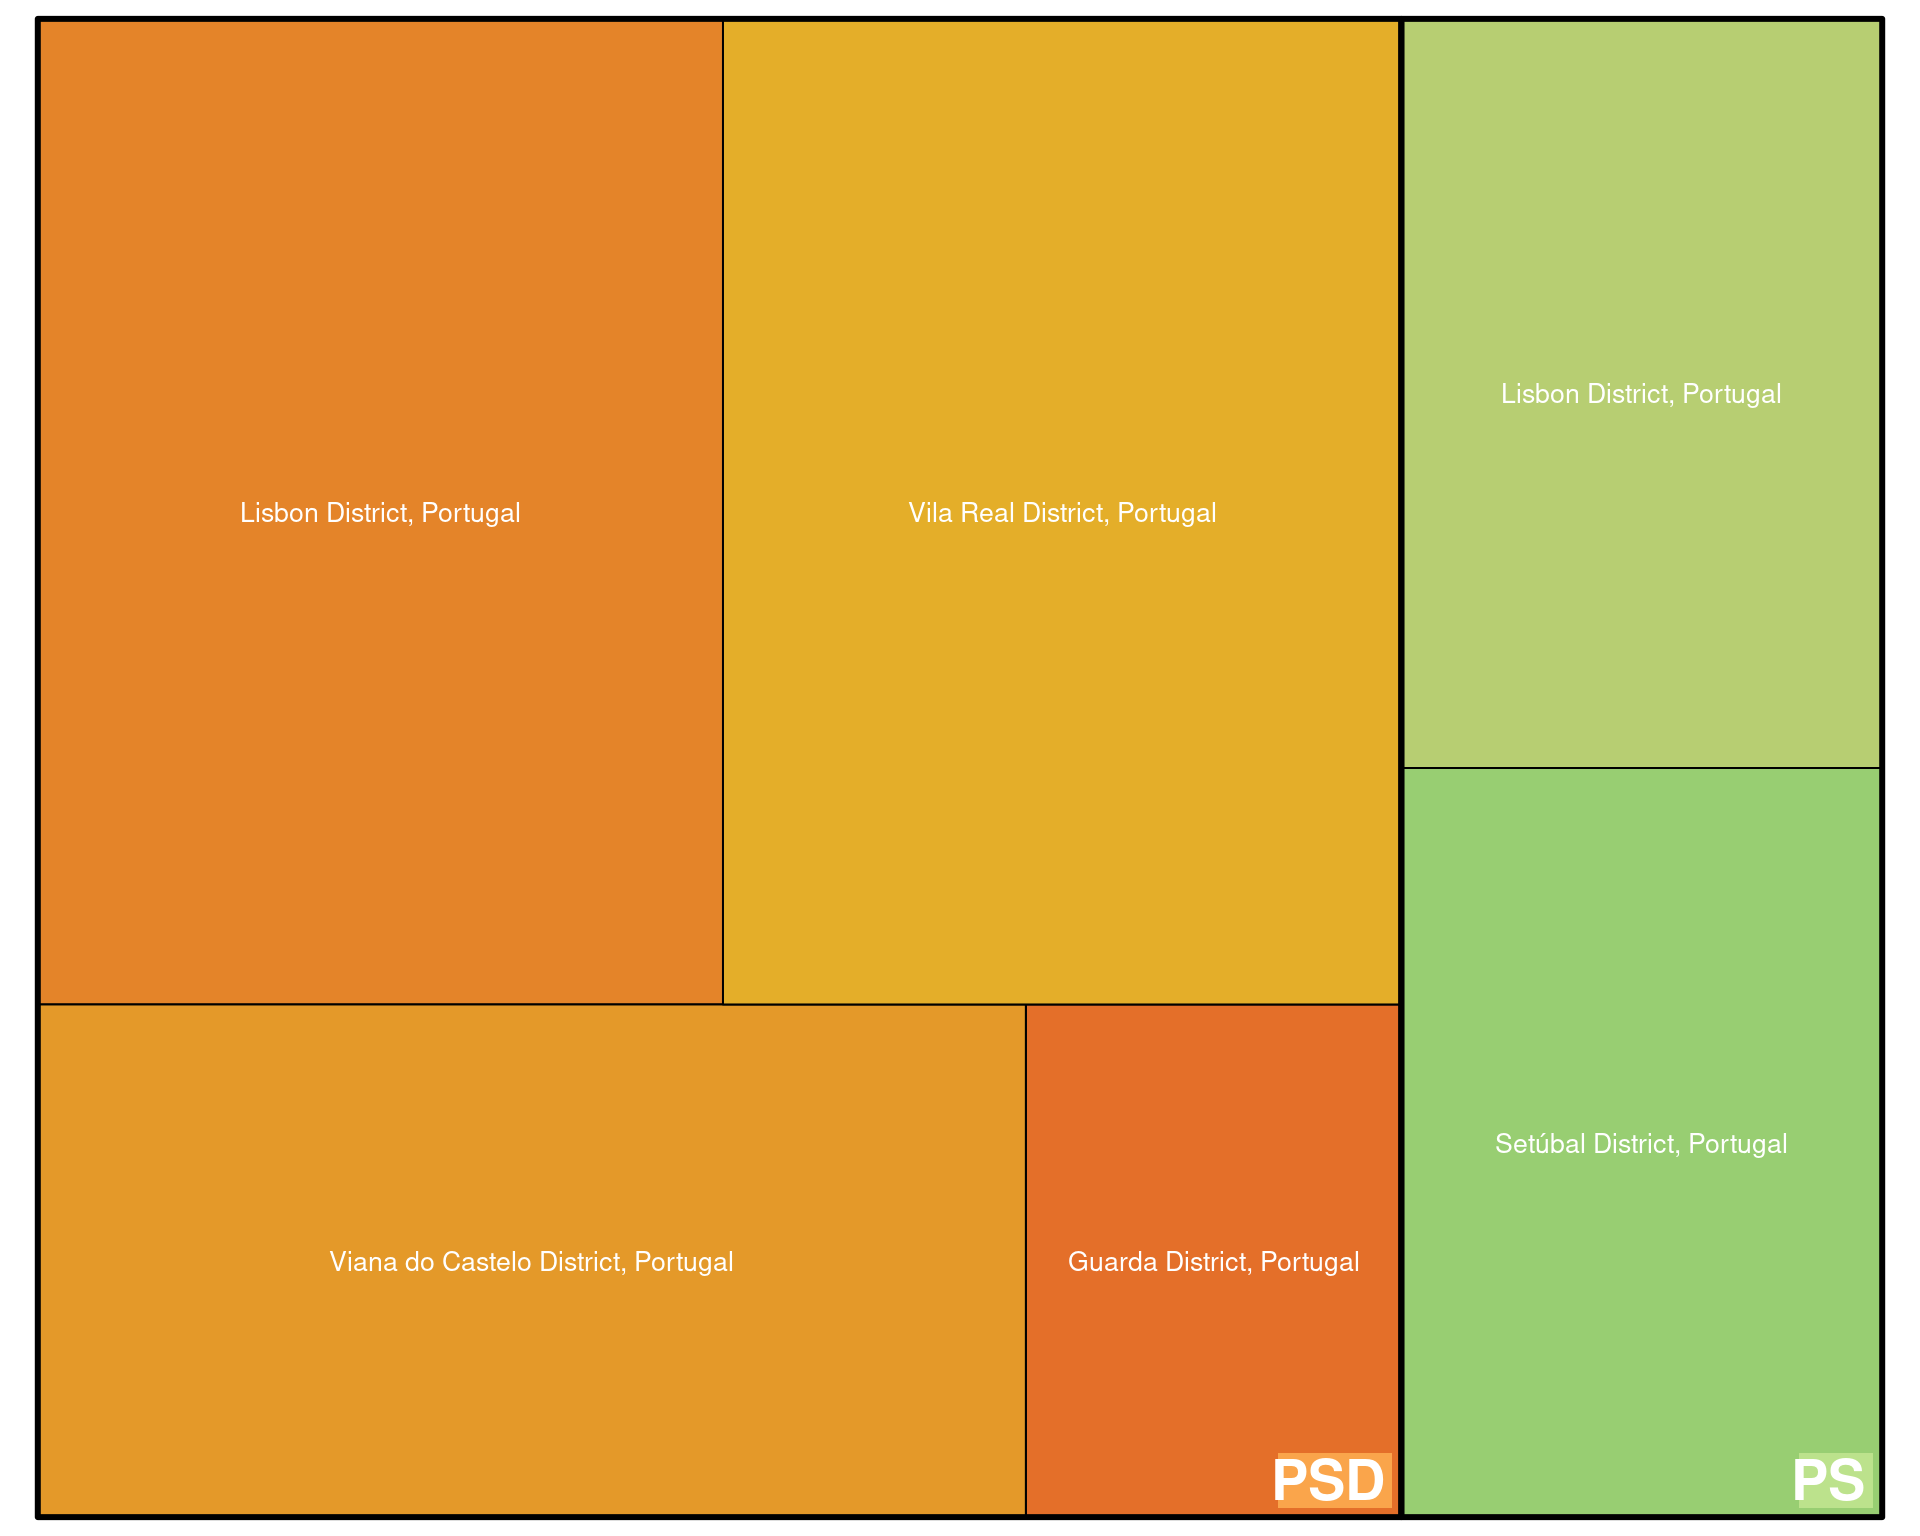 Lisbon District, Portugal
Vila Real District, Portugal
Viana do Castelo District, Portugal
Guarda District, Portugal
PSD
Lisbon District, Portugal
Setúbal District, Portugal
PS